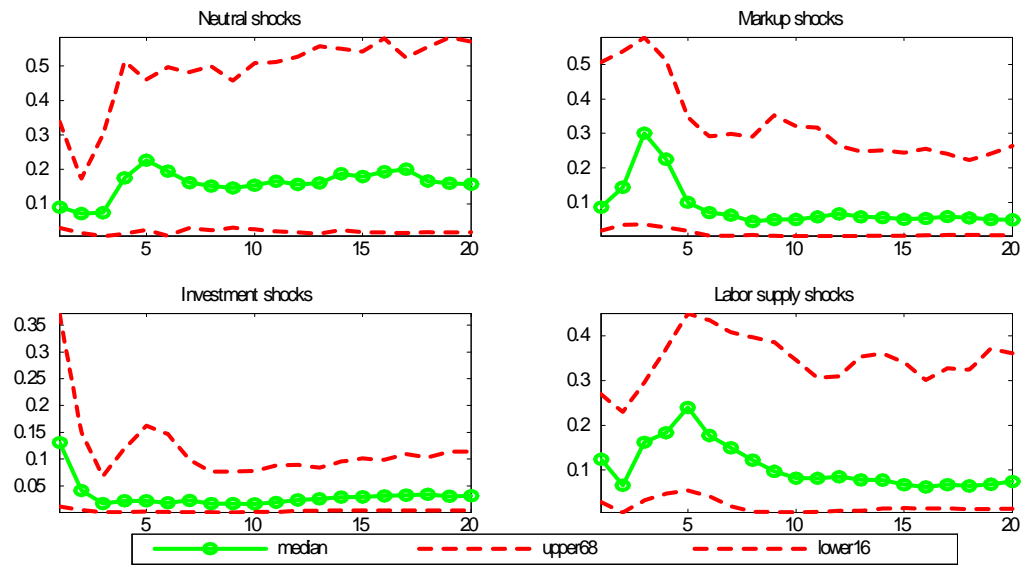 Neutral shocks
0.5
0.4
0.3
0.2
0.1
5 10 15 20
Markup shocks
0.5
0.4
0.3
0.2
0.1
5 10 15 20
Investment shocks
0.35
0.3
0.25
0.2
0.15
0.1
0.05
5 10 15 20
Labor supply shocks
0.4
0.3
0.2
0.1
5 10 15 20
median upper68 lower16